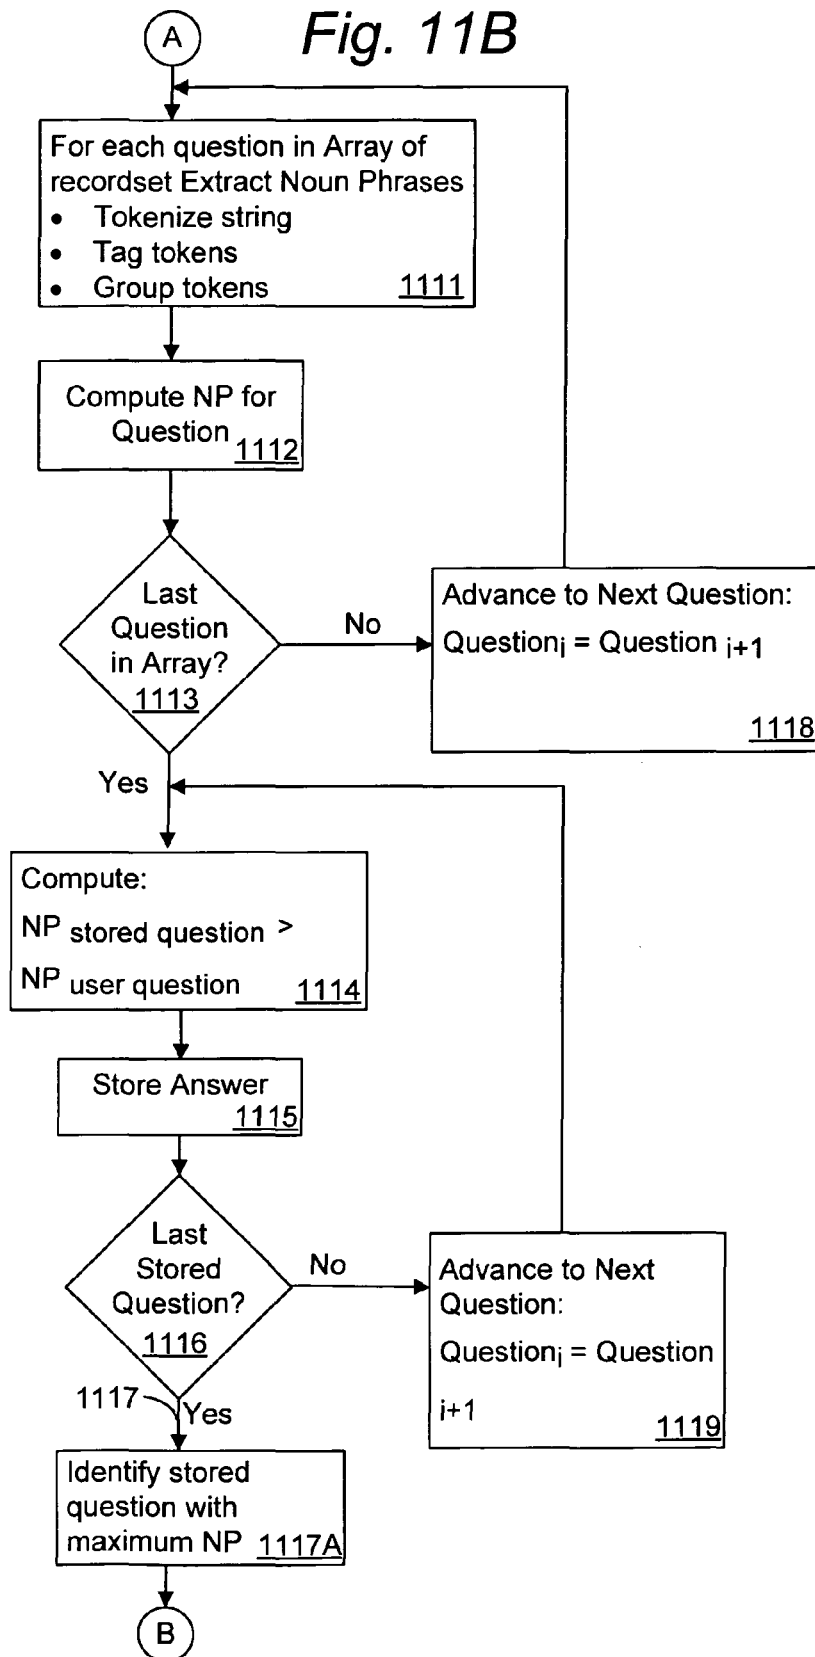 Fig. 11B
A
For each question in Array of
recordset Extract Noun Phrases
• Tokenize string
• Tag tokens
• Group tokens 1111
Compute NP for
Question 1112
Last
Question
in Array?
1113
No
Advance to Next Question:
Questioni = Question i+1
1118
Yes
Compute:
NP stored question >
NP user question 1114
Store Answer
1115
Last
Stored
Question?
1116
No
Advance to Next
Question:
Questioni = Question
i+1
1119
1117
Yes
Identify stored
question with
maximum NP 1117A
B